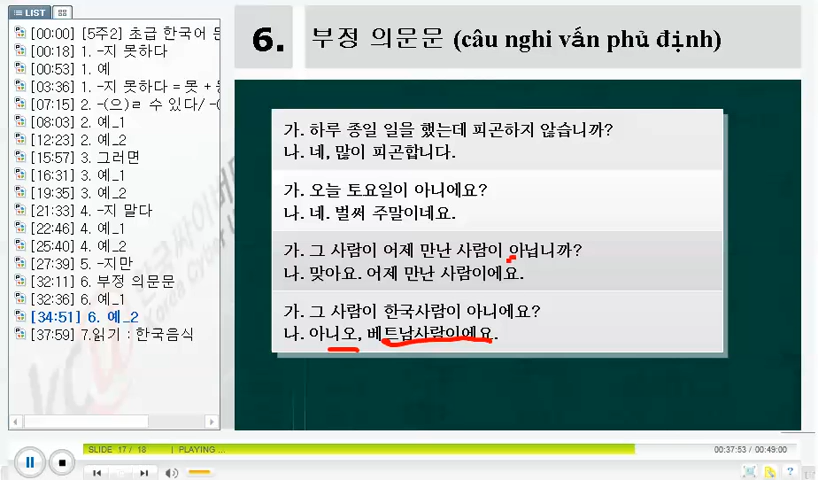 LIST
[00:00] [5주2] 초급 한국어 문
[00:18] 1. -지 못하다
[00:53] 1. 예
[03:36] 1. -지 못하다 = 못 +
[07:15] 2. -(으)ㄹ 수 있다/ -(
[08:03] 2. 예_1
[12:23] 2. 예_2
[15:57] 3. 그러면
[16:31] 3. 예_1
[19:35] 3. 예_2
[21:33] 4. -지 말다
[22:46] 4. 예_1
[25:40] 4. 예_2
[27:39] 5. -지만
[32:11] 6. 부정 의문문
[32:36] 6. 예_1
[34:51] 6. 예_2
[37:59] 7.읽기 : 한국음식
6. 부정 의문문 (câu nghi vấn phủ định)
가. 하루 종일 일을 했는데 피곤하지 않습니까?
나. 네, 많이 피곤합니다.
가. 오늘 토요일이 아니에요?
나. 네. 벌써 주말이네요.
가. 그 사람이 어제 만난 사람이 아닙니까?
나. 맞아요. 어제 만난 사람이에요.
가. 그 사람이 한국사람이 아니에요?
나. 아니오, 베트남사람이에요.
SLIDE 17 / 18 | PLAYING ...
00:37:53 / 00:49:00